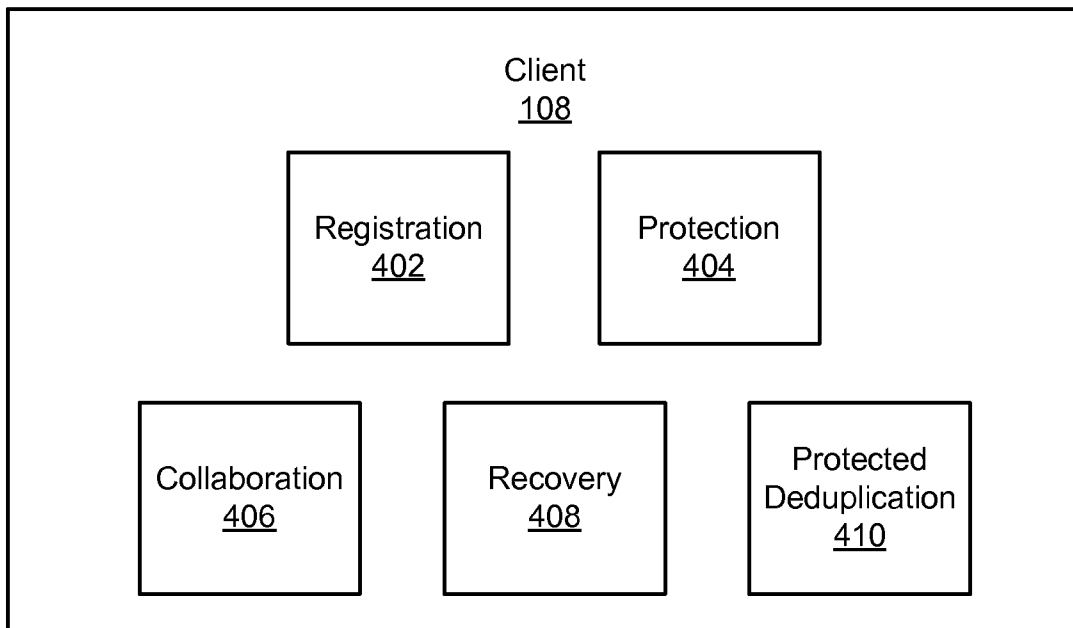 Client
108
Registration
402
Protection
404
Collaboration
406
Recovery
408
Protected
Deduplication
410